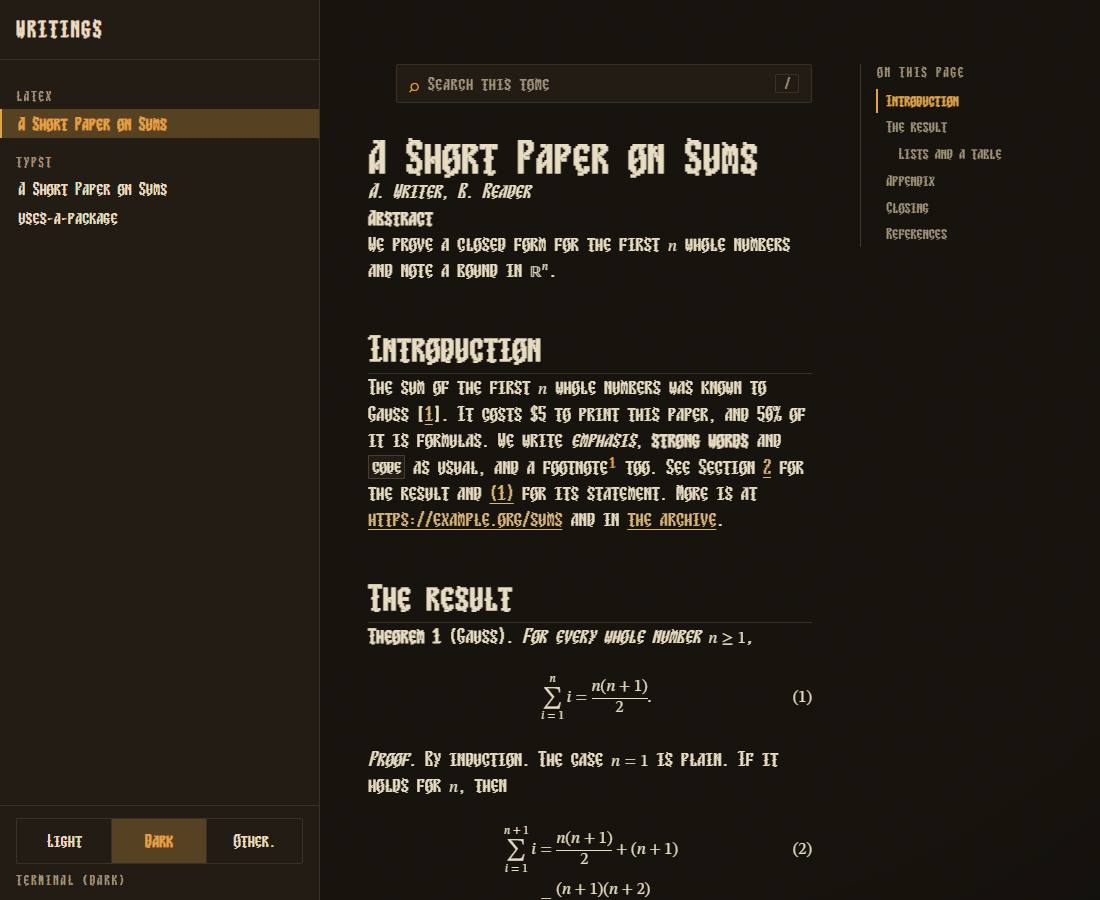 Writings
LaTeX
A Short Paper on Sums
Typst
A Short Paper on Sums
uses-a-package
Light
Dark
Other.
Terminal (dark)
Search this tome
/
A Short Paper on Sums
A. Writer, B. Reader
Abstract
We prove a closed form for the first n whole numbers
and note a bound in ℝⁿ.
Introduction
The sum of the first n whole numbers was known to
Gauss [1]. It costs $5 to print this paper, and 50% of
it is formulas. We write emphasis, strong words and
code as usual, and a footnote¹ too. See Section 2 for
the result and (1) for its statement. More is at
https://example.org/sums and in the archive.
The result
Theorem 1 (Gauss). For every whole number n ≥ 1,
∑_{i=1}^{n} i = n(n + 1)/2. (1)
Proof. By induction. The case n = 1 is plain. If it
holds for n, then
∑_{i=1}^{n+1} i = n(n + 1)/2 + (n + 1) (2)
= (n + 1)(n + 2)
On this page
Introduction
The result
Lists and a table
Appendix
Closing
References